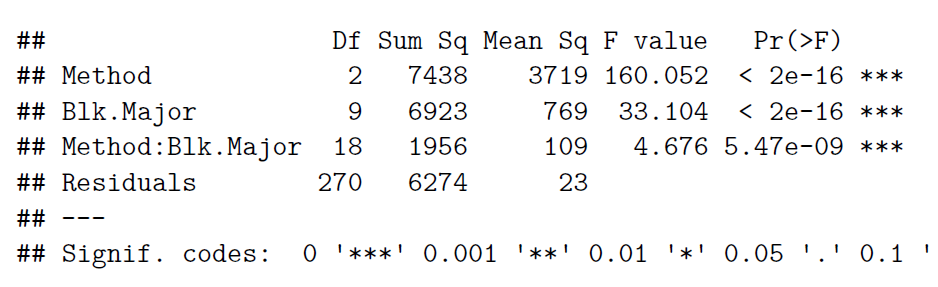 ##                   Df Sum Sq Mean Sq F value   Pr(>F)
## Method             2   7438    3719 160.052  < 2e-16 ***
## Blk.Major          9   6923     769  33.104  < 2e-16 ***
## Method:Blk.Major  18   1956     109   4.676 5.47e-09 ***
## Residuals        270   6274      23
## ---
## Signif. codes:  0 '***' 0.001 '**' 0.01 '*' 0.05 '.' 0.1 '